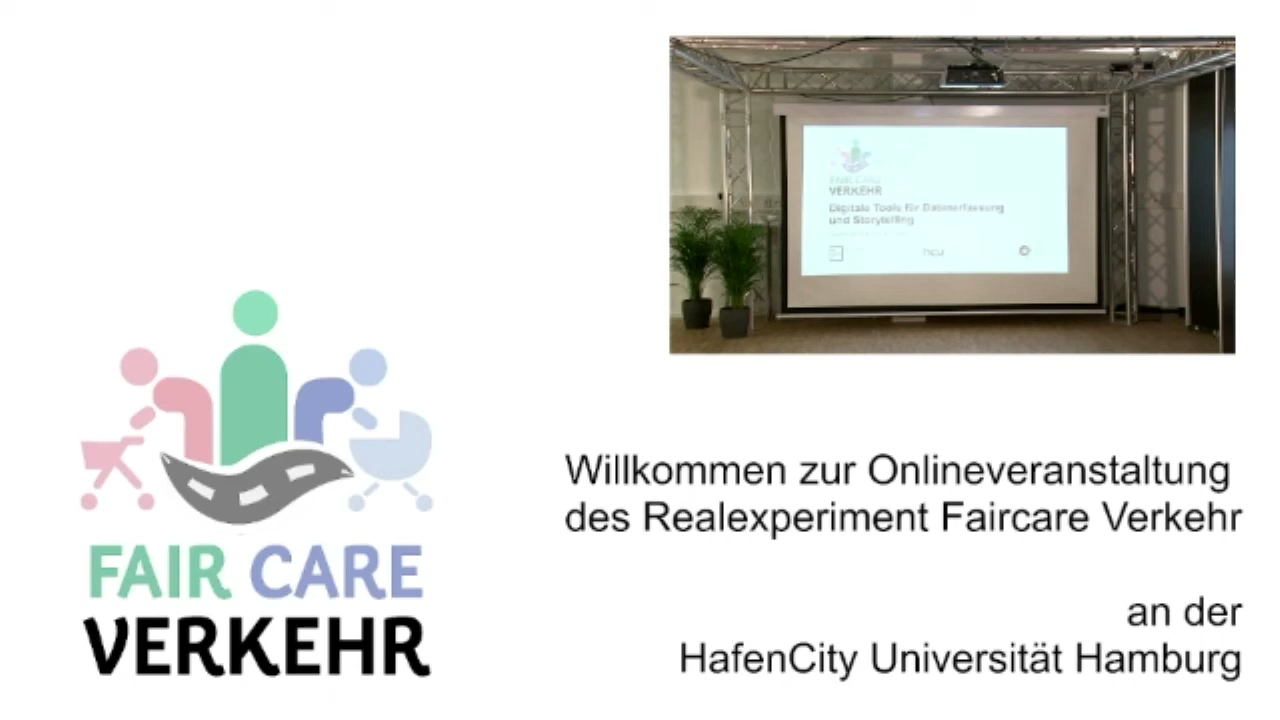 FAIR CARE
VERKEHR
Digitale Tools für Datenerfassung
und Storytelling
hcu
FAIR CARE
VERKEHR
Willkommen zur Onlineveranstaltung
des Realexperiment Faircare Verkehr
an der
HafenCity Universität Hamburg